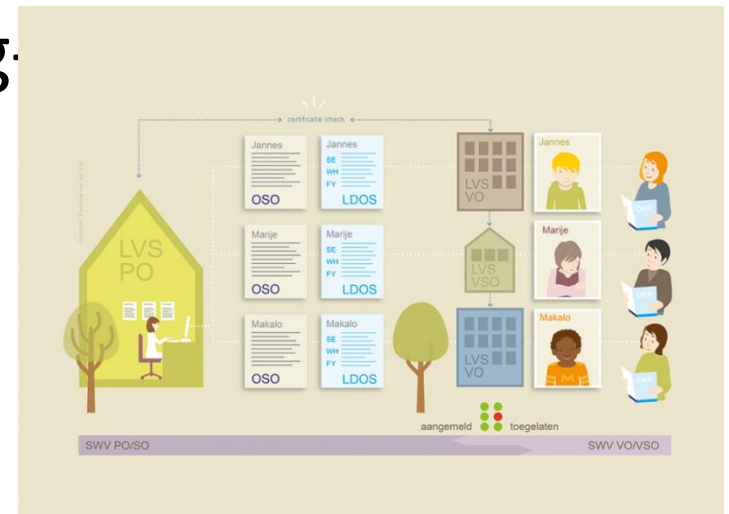 g.
certificatie check
Jannes
OSO
Jannes
SE
WH
FY
LDOS
LVS
VO
Jannes
Marije
OSO
Marije
SE
WH
FY
LDOS
LVS
VSO
Marije
Makalo
OSO
Makalo
SE
WH
FY
LDOS
LVS
VO
Makalo
M
LVS
PO
aangemeld
toegelaten
SWV PO/SO
SWV VO/VSO